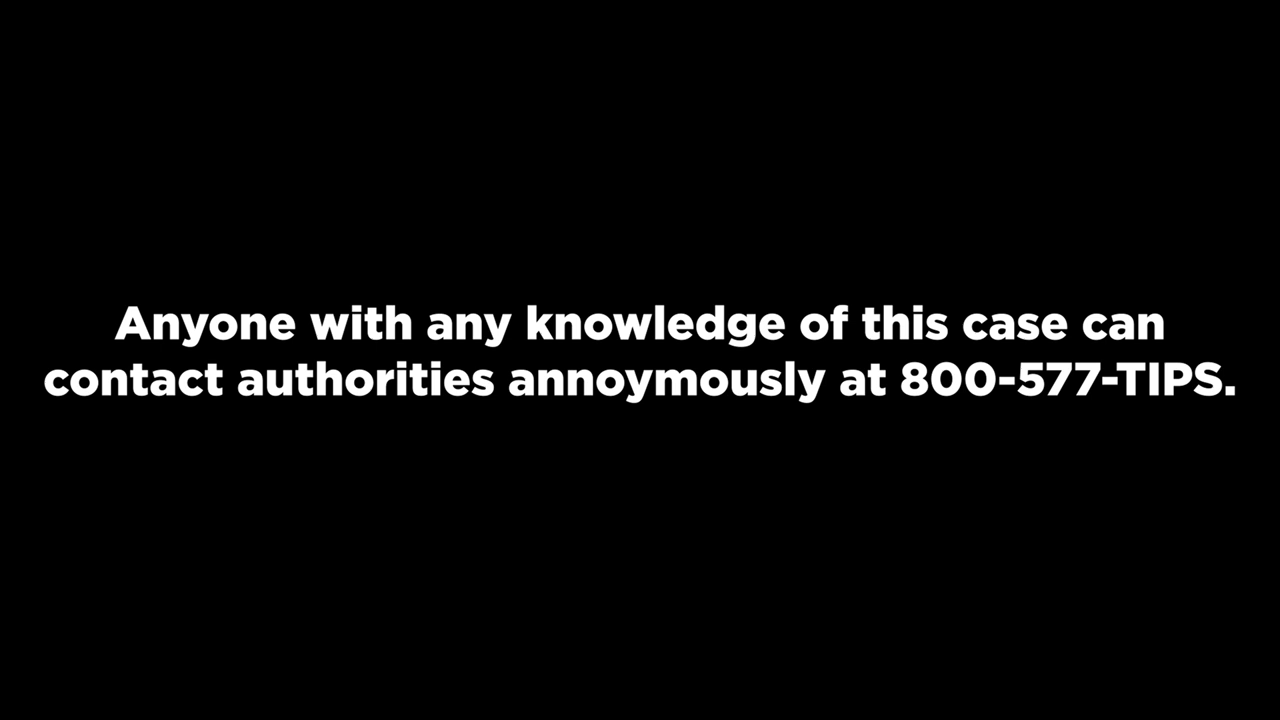 Anyone with any knowledge of this case can
contact authorities annoymously at 800-577-TIPS.